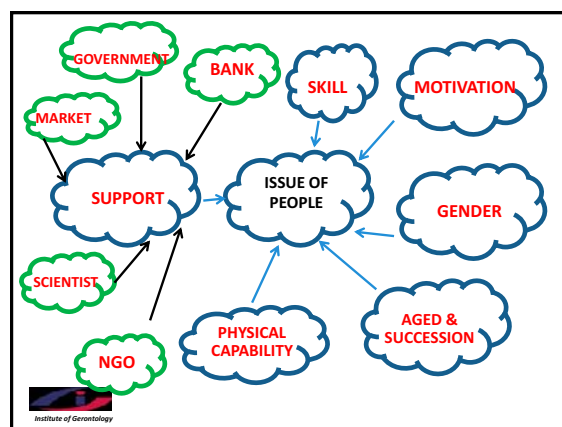 GOVERNMENT
BANK
SKILL
MOTIVATION
MARKET
SUPPORT
ISSUE OF
PEOPLE
GENDER
SCIENTIST
NGO
PHYSICAL
CAPABILITY
AGED &
SUCCESSION
Institute of Gerontology